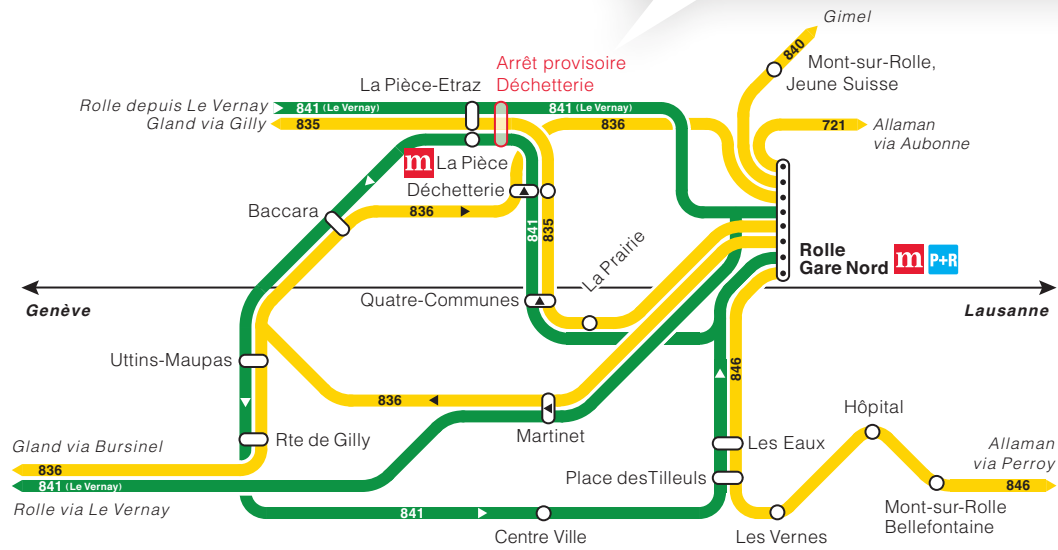 Gimel
840
Mont-sur-Rolle,
Jeune Suisse
Arrêt provisoire
Déchetterie
La Pièce-Etraz
Rolle depuis Le Vernay
841 (Le Vernay)
841 (Le Vernay)
Gland via Gilly
835
836
721
Allaman
via Aubonne
m
La Pièce
Déchetterie
Baccara
836
841
835
La Prairie
Rolle
Gare Nord
m
P+R
Quatre-Communes
Genève
Lausanne
Uttins-Maupas
846
836
Martinet
Hôpital
Rte de Gilly
Les Eaux
Gland via Bursinel
836
841 (Le Vernay)
Rolle via Le Vernay
Place desTilleuls
Allaman
via Perroy
846
Mont-sur-Rolle
Bellefontaine
841
Centre Ville
Les Vernes